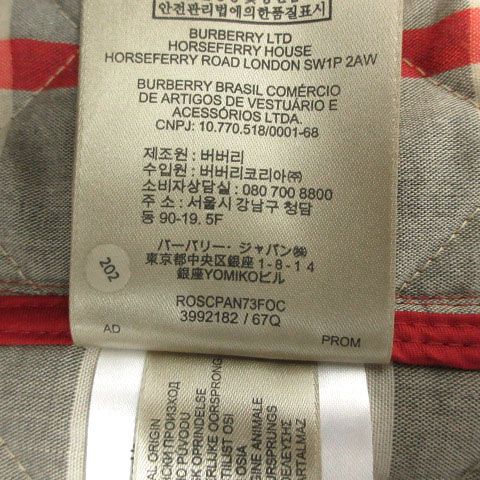 안전관리법에의한품질표시
BURBERRY LTD
HORSEFERRY HOUSE
HORSEFERRY ROAD LONDON SW1P 2AW
BURBERRY BRASIL COMÉRCIO
DE ARTIGOS DE VESTUÁRIO E
ACESSÓRIOS LTDA.
CNPJ: 10.770.518/0001-68
제조원 : 버버리
수입원 : 버버리코리아㈜
소비자상담실 : 080 700 8800
주 소 : 서울시 강남구 청담
동 90-19. 5F
バーバリー・ジャパン㈱
東京都中央区銀座 1-8-14
銀座YOMIKOビル
202
ROSCPAN73FOC
3992182 / 67Q
AD
PROM
AL ORIGIN